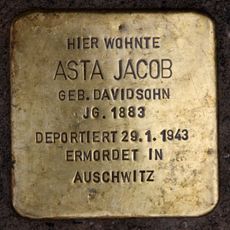 HIER WOHNTE
ASTA JACOB
GEB. DAVIDSOHN
JG. 1883
DEPORTIERT 29.1.1943
ERMORDET IN
AUSCHWITZ